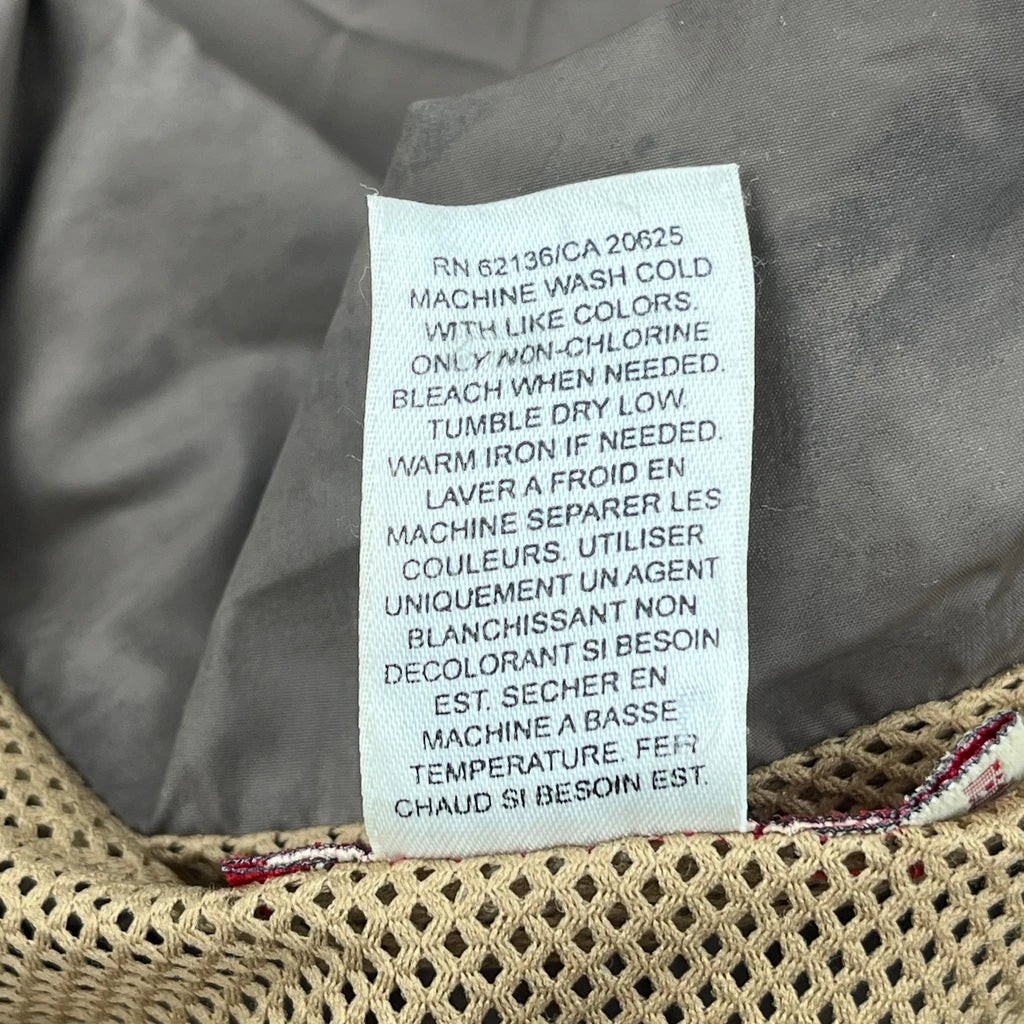 RN 62136/CA 20625
MACHINE WASH COLD
WITH LIKE COLORS.
ONLY NON-CHLORINE
BLEACH WHEN NEEDED.
TUMBLE DRY LOW.
WARM IRON IF NEEDED.
LAVER A FROID EN
MACHINE SEPARER LES
COULEURS. UTILISER
UNIQUEMENT UN AGENT
BLANCHISSANT NON
DECOLORANT SI BESOIN
EST. SECHER EN
MACHINE A BASSE
TEMPERATURE. FER
CHAUD SI BESOIN EST.